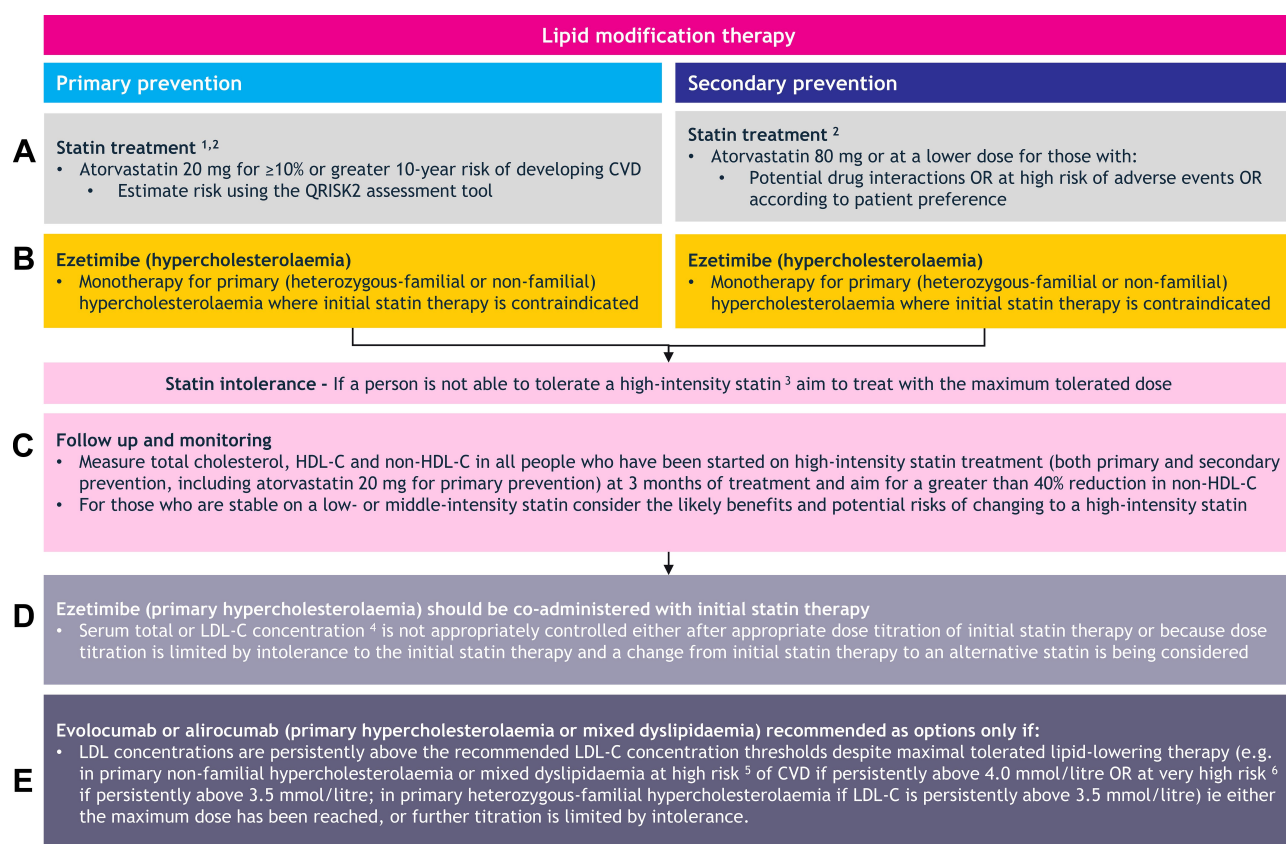 Lipid modification therapy
Primary prevention
Secondary prevention
A
Statin treatment 1,2
• Atorvastatin 20 mg for ≥10% or greater 10-year risk of developing CVD
• Estimate risk using the QRISK2 assessment tool
Statin treatment 2
• Atorvastatin 80 mg or at a lower dose for those with:
• Potential drug interactions OR at high risk of adverse events OR
according to patient preference
B
Ezetimibe (hypercholesterolaemia)
• Monotherapy for primary (heterozygous-familial or non-familial)
hypercholesterolaemia where initial statin therapy is contraindicated
Ezetimibe (hypercholesterolaemia)
• Monotherapy for primary (heterozygous-familial or non-familial)
hypercholesterolaemia where initial statin therapy is contraindicated
Statin intolerance - If a person is not able to tolerate a high-intensity statin 3 aim to treat with the maximum tolerated dose
C
Follow up and monitoring
• Measure total cholesterol, HDL-C and non-HDL-C in all people who have been started on high-intensity statin treatment (both primary and secondary
prevention, including atorvastatin 20 mg for primary prevention) at 3 months of treatment and aim for a greater than 40% reduction in non-HDL-C
• For those who are stable on a low- or middle-intensity statin consider the likely benefits and potential risks of changing to a high-intensity statin
D
Ezetimibe (primary hypercholesterolaemia) should be co-administered with initial statin therapy
• Serum total or LDL-C concentration 4 is not appropriately controlled either after appropriate dose titration of initial statin therapy or because dose
titration is limited by intolerance to the initial statin therapy and a change from initial statin therapy to an alternative statin is being considered
E
Evolocumab or alirocumab (primary hypercholesterolaemia or mixed dyslipidaemia) recommended as options only if:
• LDL concentrations are persistently above the recommended LDL-C concentration thresholds despite maximal tolerated lipid-lowering therapy (e.g.
in primary non-familial hypercholesterolaemia or mixed dyslipidaemia at high risk 5 of CVD if persistently above 4.0 mmol/litre OR at very high risk 6
if persistently above 3.5 mmol/litre; in primary heterozygous-familial hypercholesterolaemia if LDL-C is persistently above 3.5 mmol/litre) ie either
the maximum dose has been reached, or further titration is limited by intolerance.